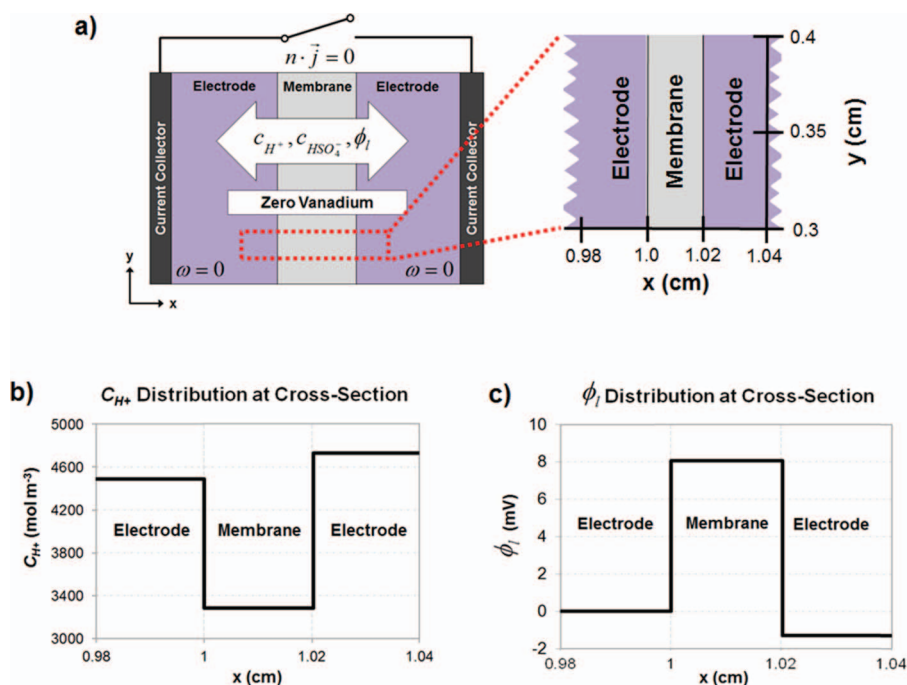 a)
n · j⃗ = 0
Electrode Membrane Electrode
Current Collector
c_{H^+}, c_{HSO_4^-}, ϕ_l
Zero Vanadium
ω = 0
ω = 0
Current Collector
y
x
Electrode
Membrane
Electrode
0.4
0.35
0.3
y (cm)
0.98 1.0 1.02 1.04
x (cm)
b)
C_{H+} Distribution at Cross-Section
5000
4600
4200
3800
3400
3000
C_{H+} (mol m⁻³)
Electrode Membrane Electrode
0.98 1 1.02 1.04
x (cm)
c)
ϕ_l Distribution at Cross-Section
10
8
6
4
2
0
-2
ϕ_l (mV)
Electrode Membrane Electrode
0.98 1 1.02 1.04
x (cm)